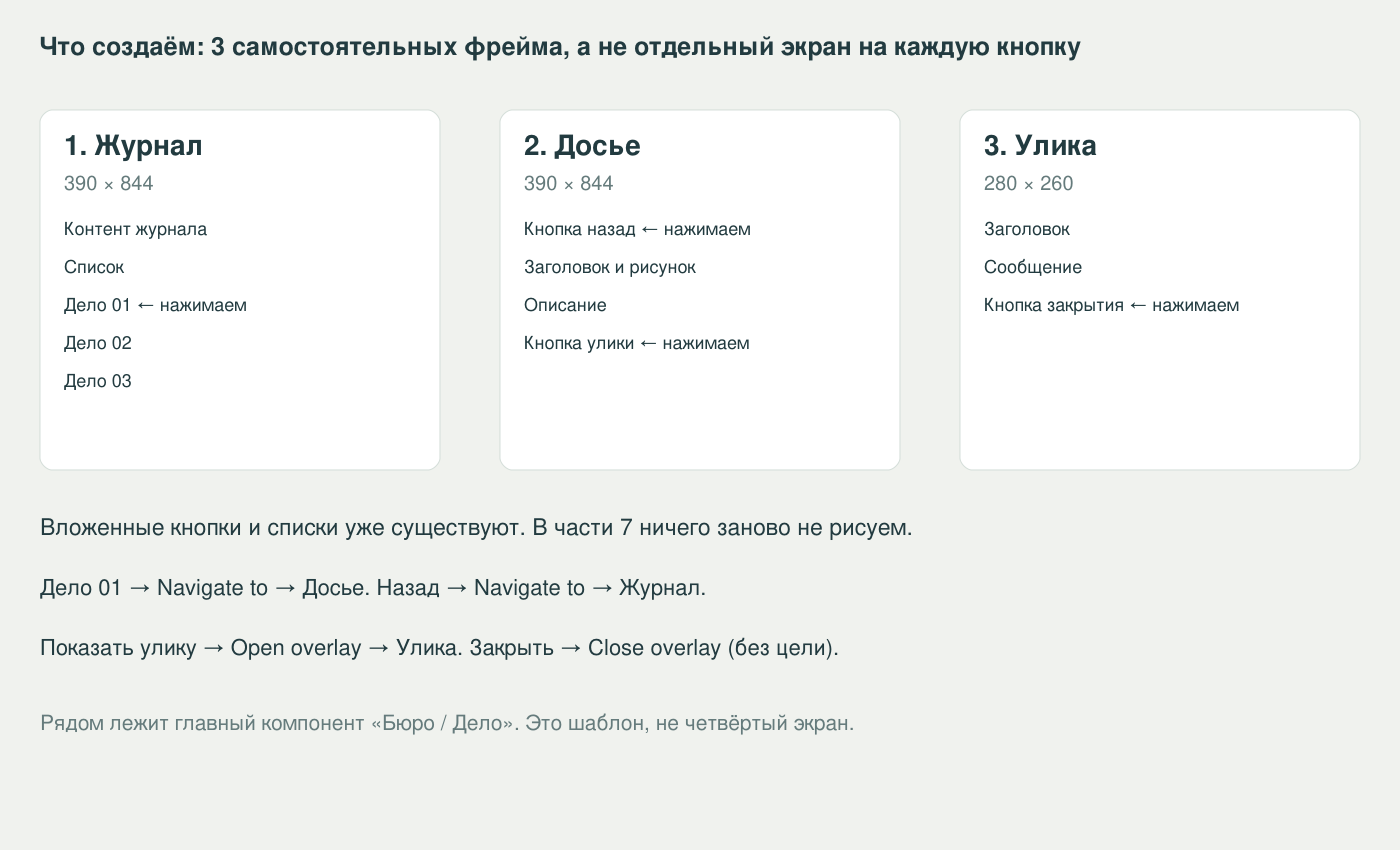 Что создаём: 3 самостоятельных фрейма, а не отдельный экран на каждую кнопку
1. Журнал
390 × 844
Контент журнала
Список
Дело 01 ← нажимаем
Дело 02
Дело 03
2. Досье
390 × 844
Кнопка назад ← нажимаем
Заголовок и рисунок
Описание
Кнопка улики ← нажимаем
3. Улика
280 × 260
Заголовок
Сообщение
Кнопка закрытия ← нажимаем
Вложенные кнопки и списки уже существуют. В части 7 ничего заново не рисуем.
Дело 01 → Navigate to → Досье. Назад → Navigate to → Журнал.
Показать улику → Open overlay → Улика. Закрыть → Close overlay (без цели).
Рядом лежит главный компонент «Бюро / Дело». Это шаблон, не четвёртый экран.